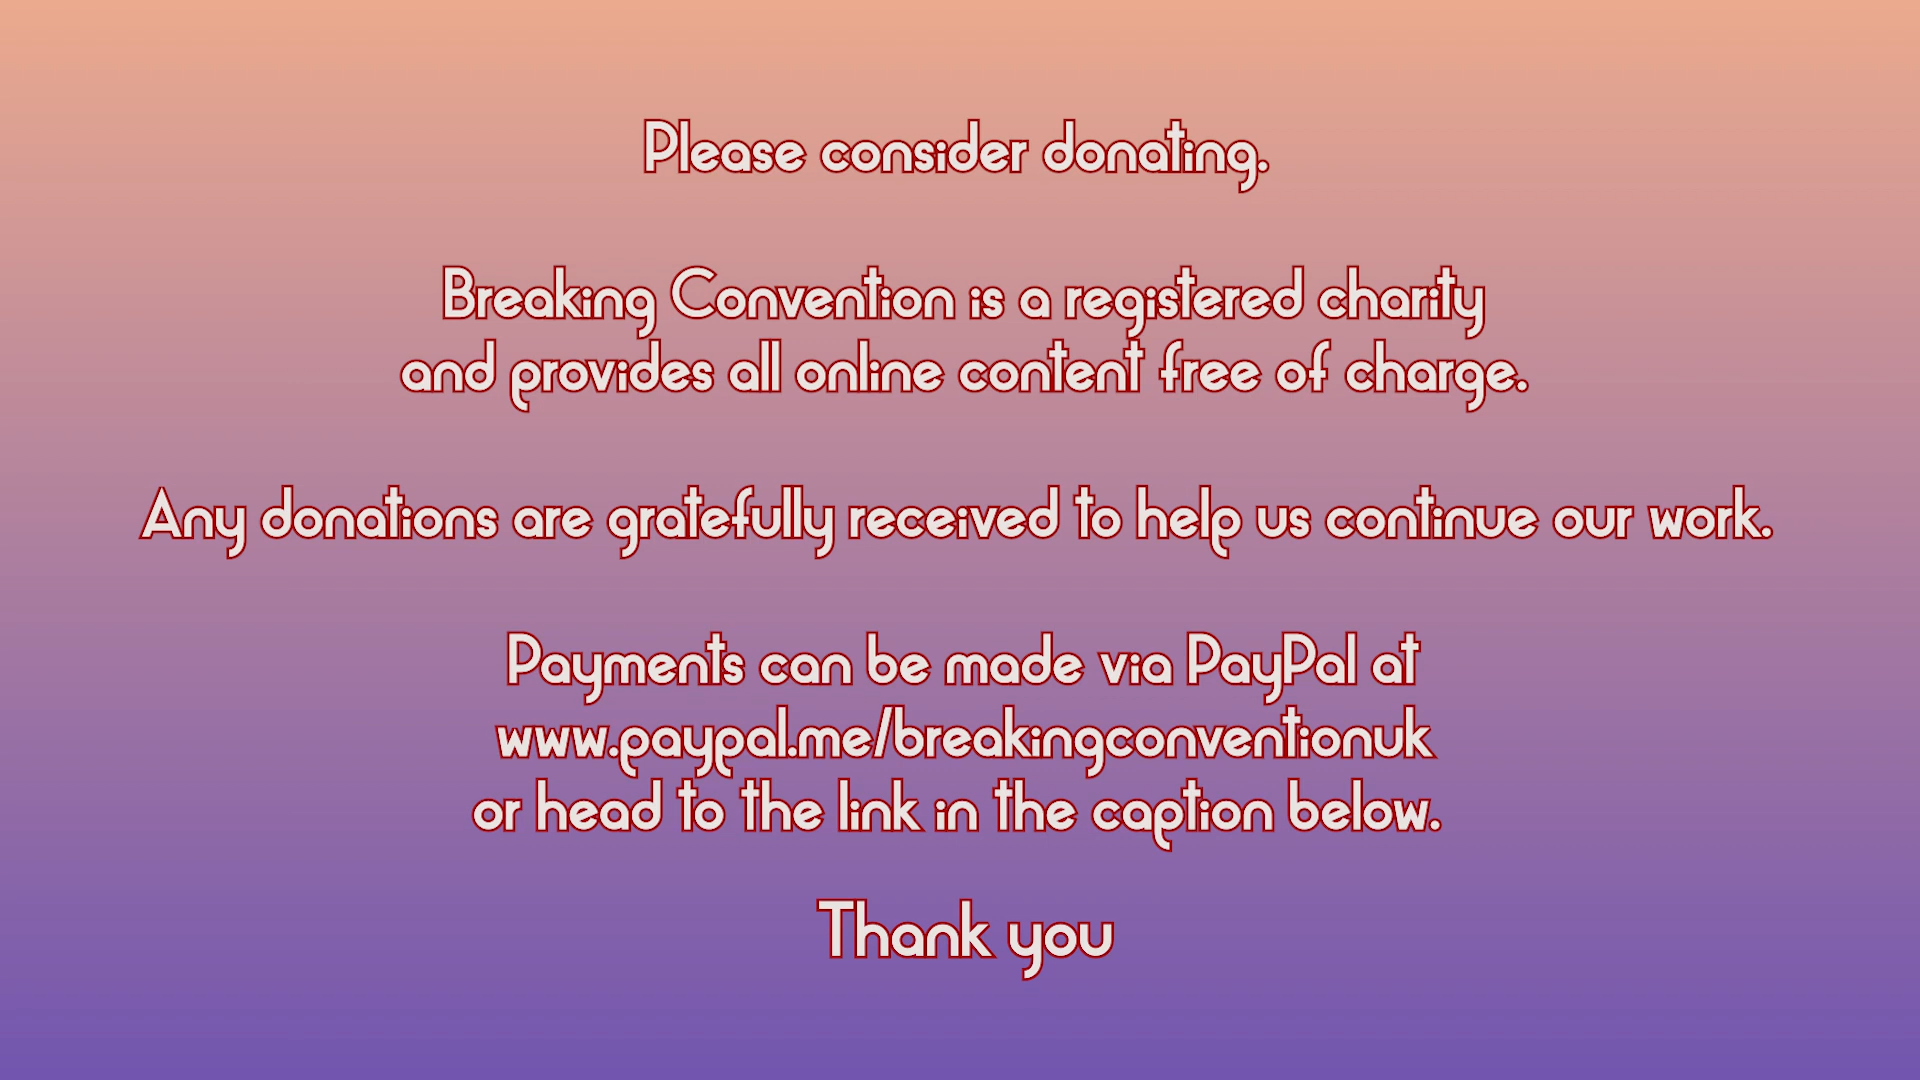 Please consider donating.
Breaking Convention is a registered charity
and provides all online content free of charge.
Any donations are gratefully received to help us continue our work.
Payments can be made via PayPal at
www.paypal.me/breakingconventionuk
or head to the link in the caption below.
Thank you